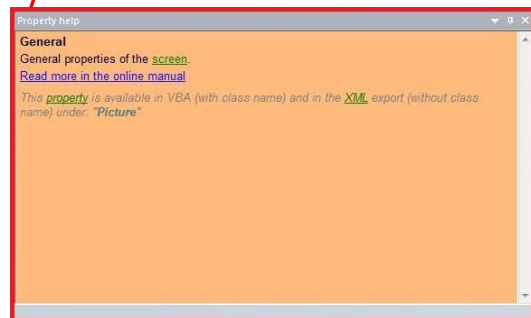 Property help
General
General properties of the screen.
Read more in the online manual
This property is available in VBA (with class name) and in the XML export (without class
name) under: "Picture"